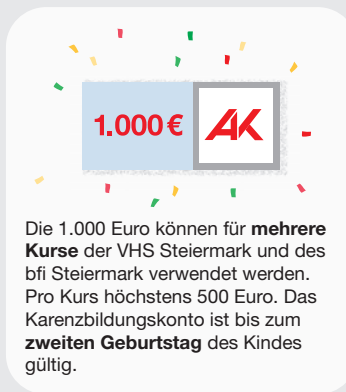 1.000 €
AK
Die 1.000 Euro können für mehrere
Kurse der VHS Steiermark und des
bfi Steiermark verwendet werden.
Pro Kurs höchstens 500 Euro. Das
Karenzbildungskonto ist bis zum
zweiten Geburtstag des Kindes
gültig.